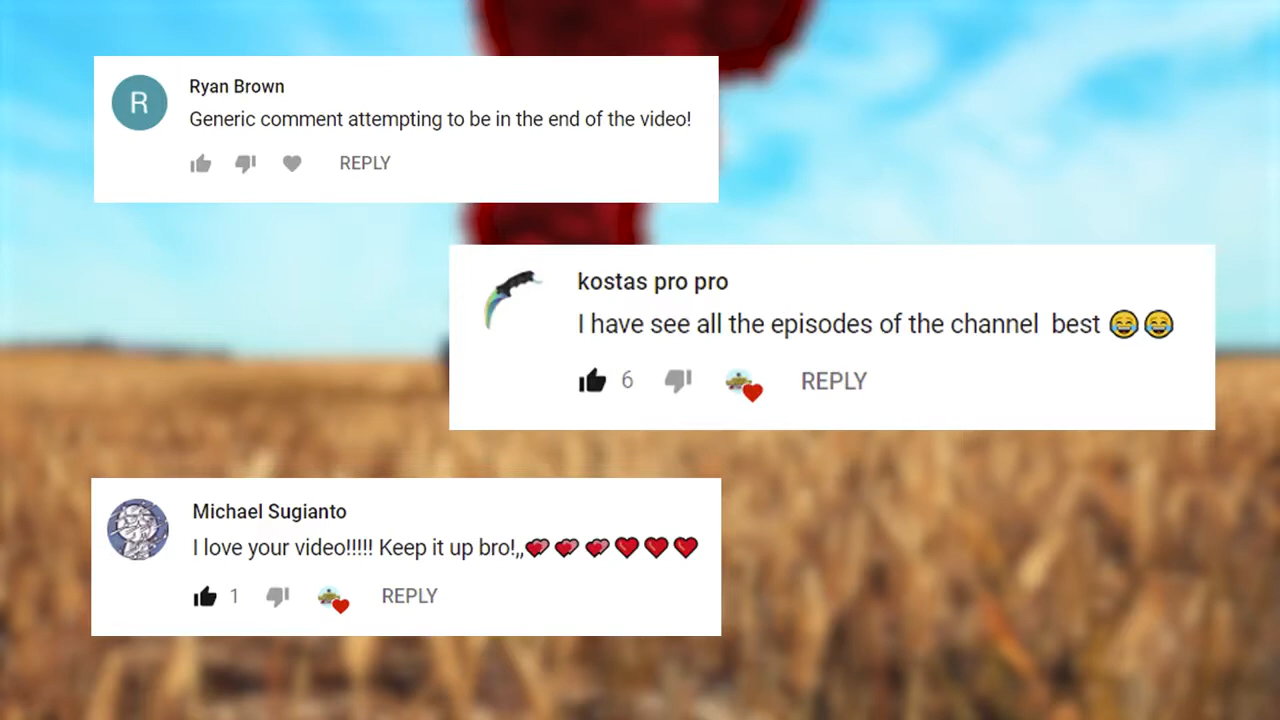 R
Ryan Brown
Generic comment attempting to be in the end of the video!
REPLY
kostas pro pro
I have see all the episodes of the channel  best 😂😂
6 REPLY
Michael Sugianto
I love your video!!!!! Keep it up bro!,,💕💕💕❤️❤️❤️
1 REPLY